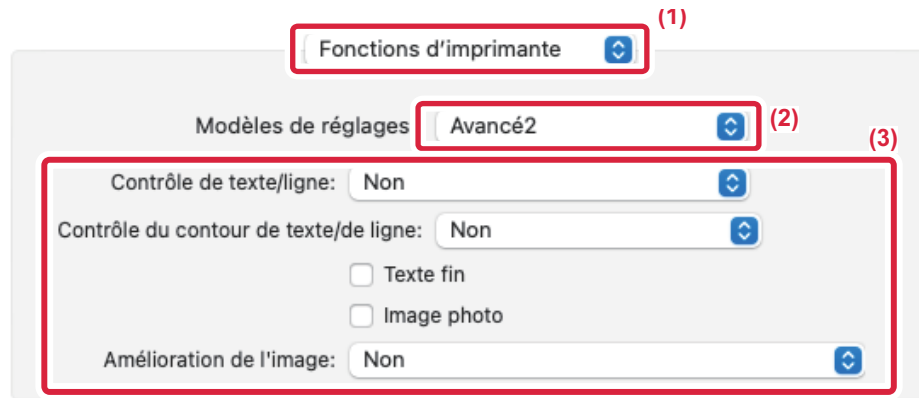 (1)
Fonctions d’imprimante
Modèles de réglages Avancé2 (2)
(3)
Contrôle de texte/ligne: Non
Contrôle du contour de texte/de ligne: Non
Texte fin
Image photo
Amélioration de l'image: Non